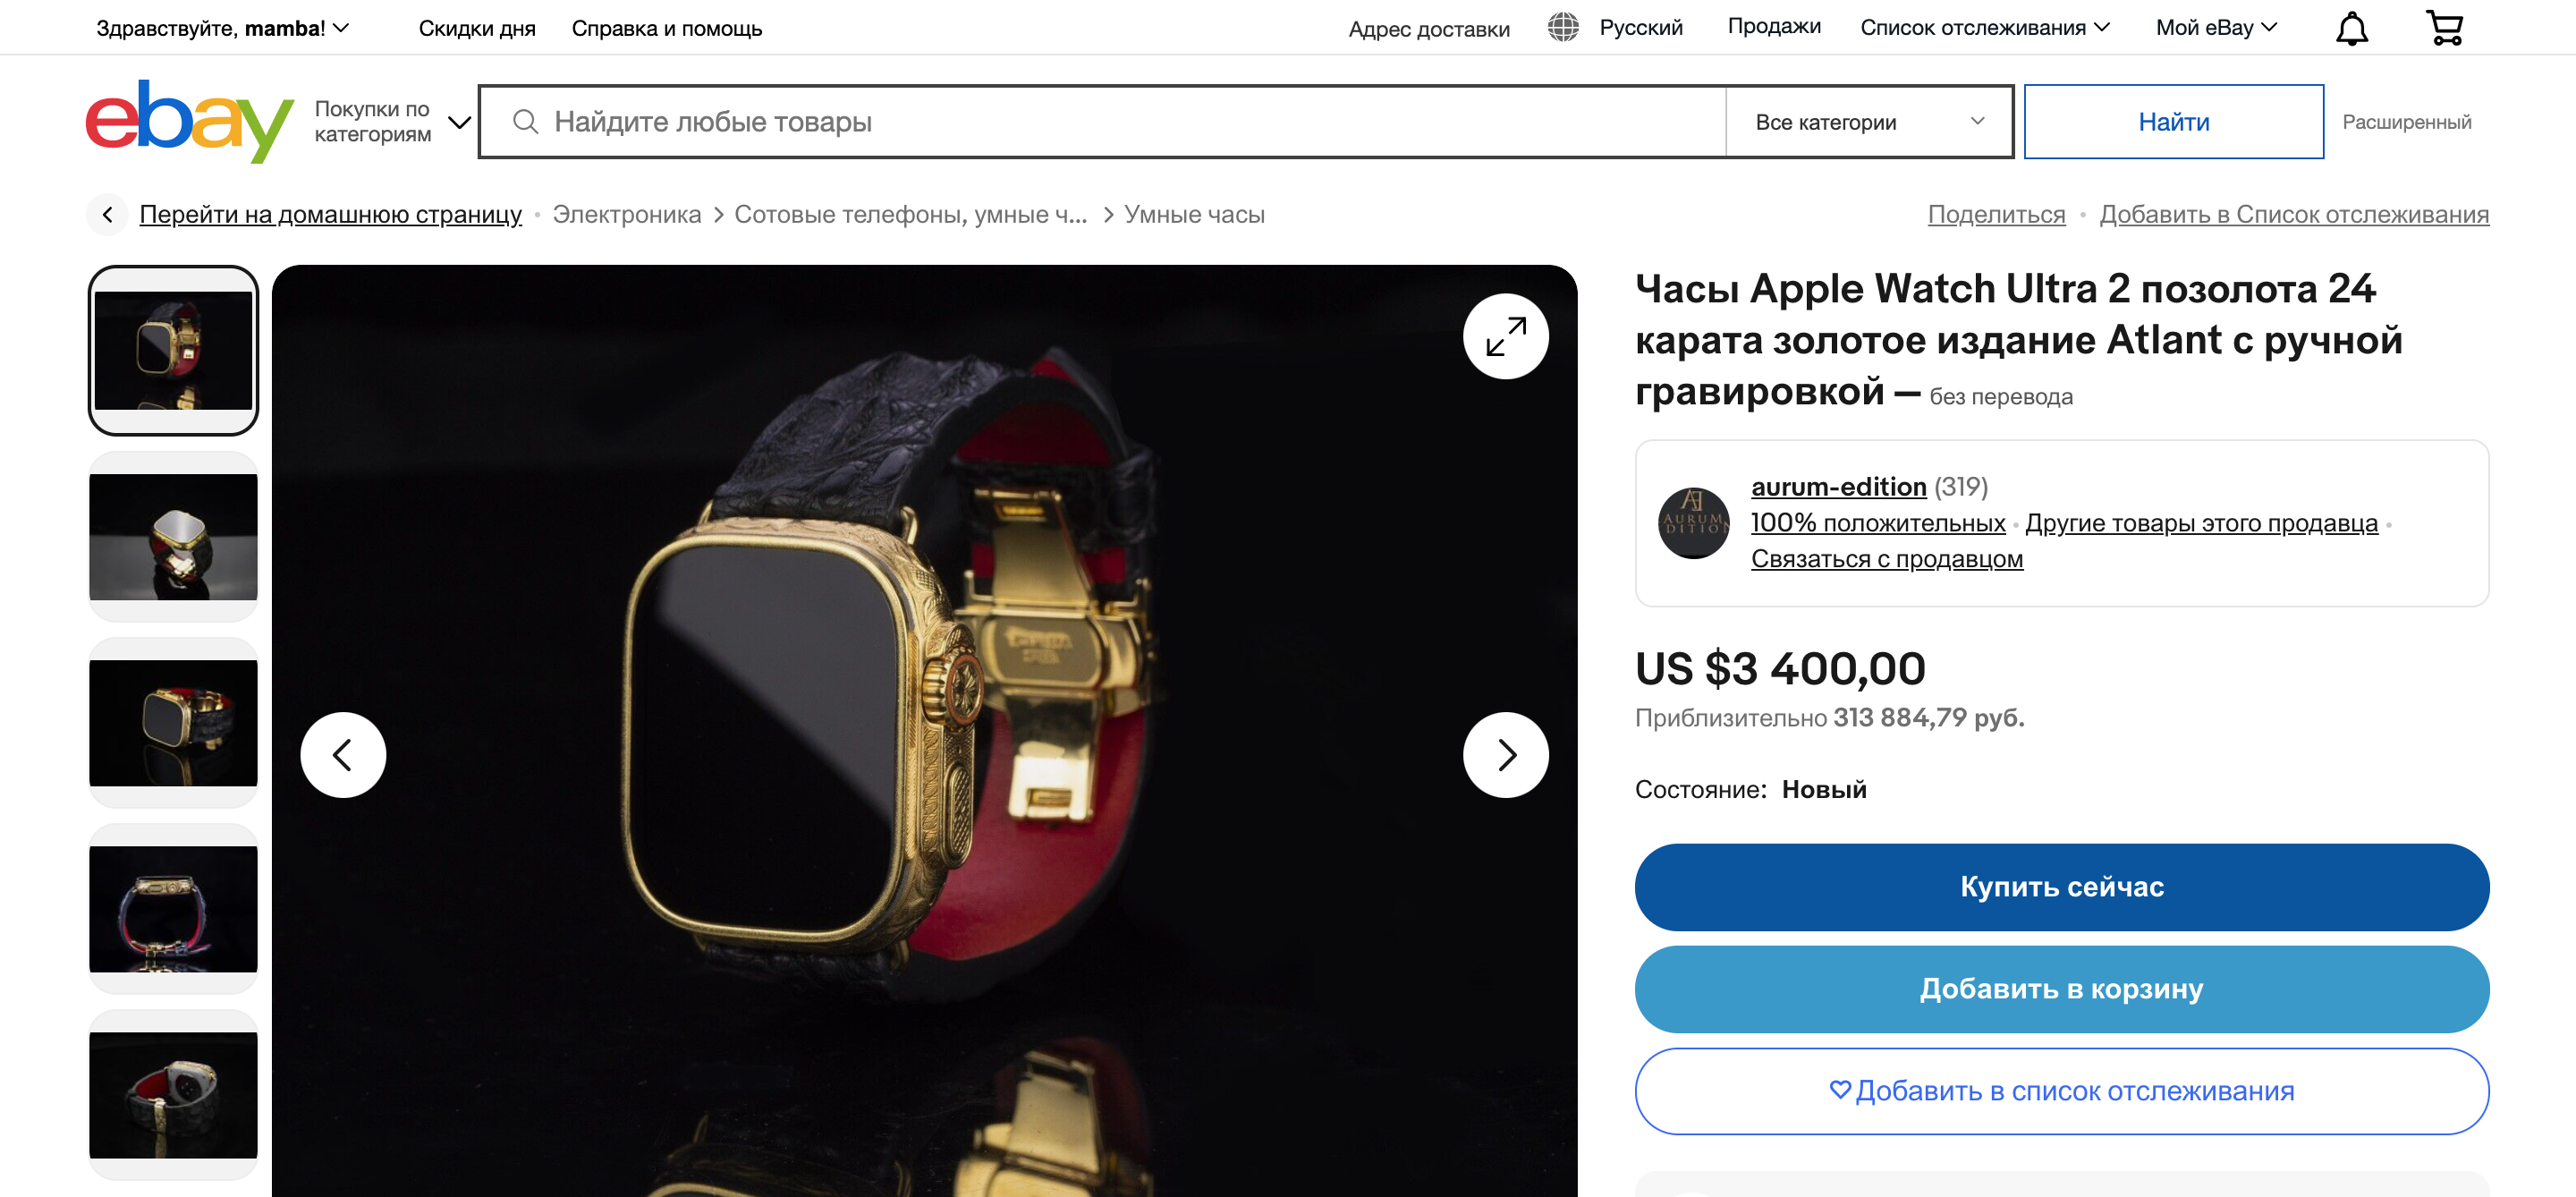 Здравствуйте, mamba!
Скидки дня
Справка и помощь
Адрес доставки
Русский
Продажи
Список отслеживания
Мой eBay
ebay
Покупки по
категориям
Найдите любые товары
Все категории
Найти
Расширенный
Перейти на домашнюю страницу
Электроника
Сотовые телефоны, умные ч...
Умные часы
Поделиться
Добавить в Список отслеживания
Часы Apple Watch Ultra 2 позолота 24
карата золотое издание Atlant с ручной
гравировкой — без перевода
AURUM
DITION
aurum-edition (319)
100% положительных · Другие товары этого продавца ·
Связаться с продавцом
US $3 400,00
Приблизительно 313 884,79 руб.
Состояние: Новый
Купить сейчас
Добавить в корзину
Добавить в список отслеживания